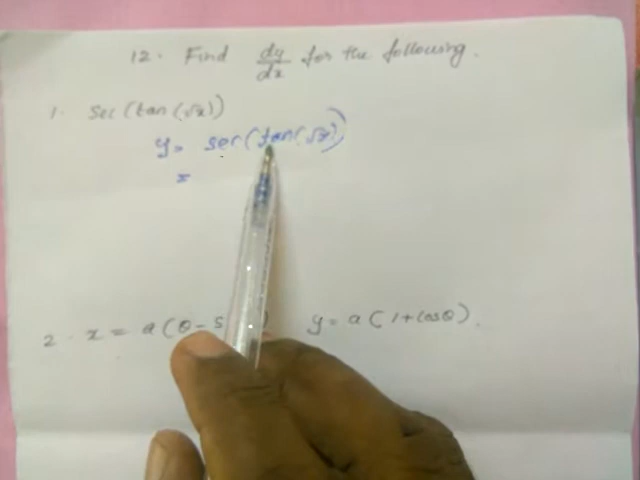 12. Find dy/dx for the following.
1. sec(tan(√x))
y = sec(tan(√x))
=
2. x = a(θ - s ) y = a(1+cosθ).